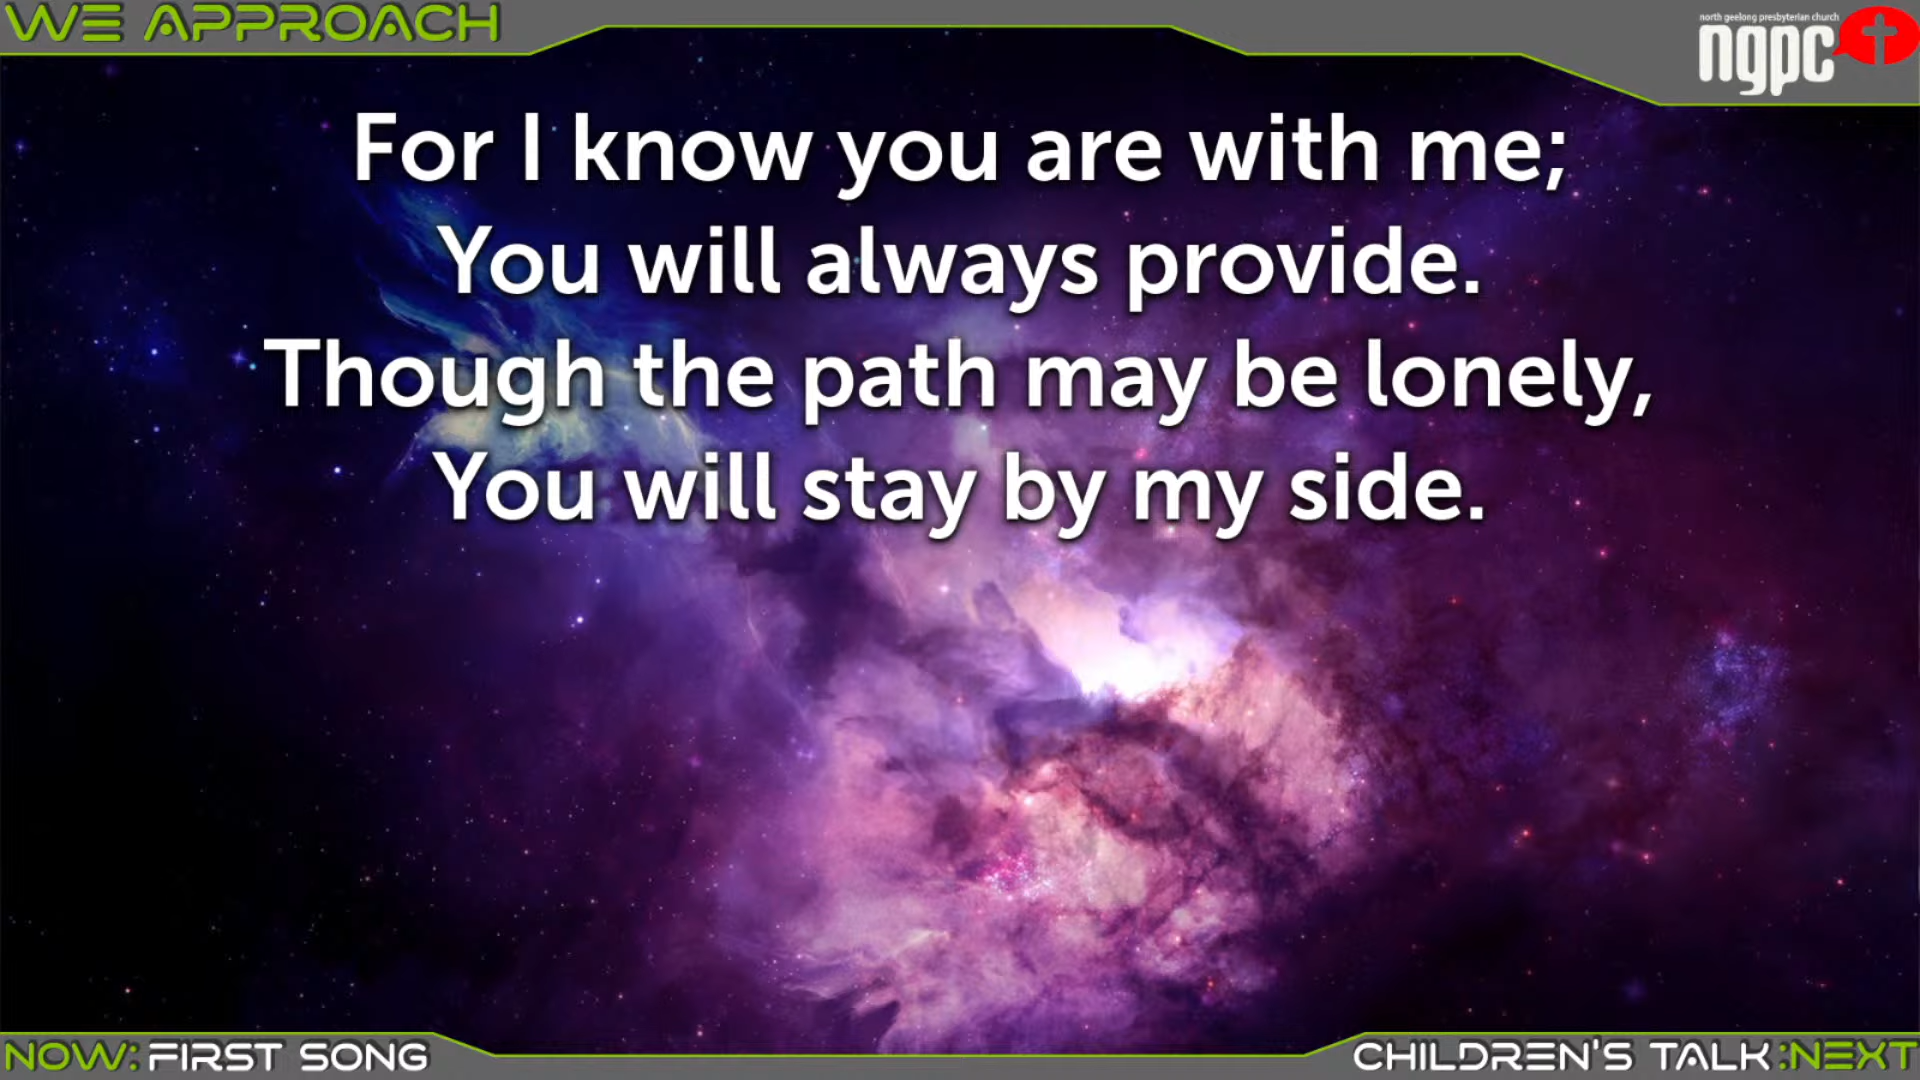 WE APPROACH
north geelong presbyterian church
ngpc
For I know you are with me;
You will always provide.
Though the path may be lonely,
You will stay by my side.
NOW: FIRST SONG
CHILDREN'S TALK :NEXT